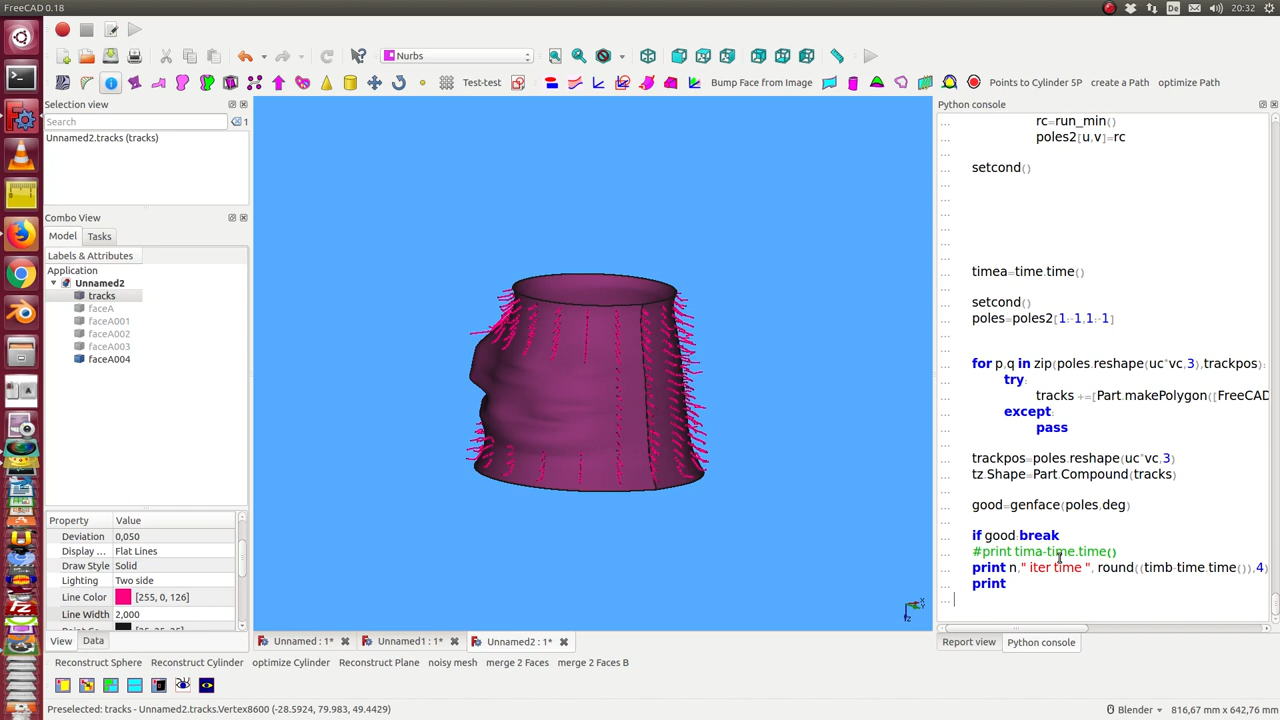 FreeCAD 0.18
De
20:32
Nurbs
Test-test
Bump Face from Image
Points to Cylinder 5P
create a Path
optimize Path
Selection view
Search
1
Unnamed2.tracks (tracks)
Combo View
Model
Tasks
Labels & Attributes
Application
Unnamed2
tracks
faceA
faceA001
faceA002
faceA003
faceA004
Property
Value
Deviation
0,050
Display ...
Flat Lines
Draw Style
Solid
Lighting
Two side
Line Color
[255, 0, 126]
Line Width
2,000
View
Data
Unnamed : 1*
Unnamed1 : 1*
Unnamed2 : 1*
Python console
... rc=run_min()
... poles2[u,v]=rc
...
... setcond()
...
...
...
...
...
...
... timea=time.time()
...
... setcond()
... poles=poles2[1:-1,1:-1]
...
...
... for p,q in zip(poles.reshape(uc*vc,3),trackpos):
... try:
... tracks +=[Part.makePolygon([FreeCAD
... except:
... pass
...
... trackpos=poles.reshape(uc*vc,3)
... tz.Shape=Part.Compound(tracks)
...
... good=genface(poles,deg)
...
... if good:break
... #print tima-time.time()
... print n," iter time ", round((timb-time.time()),4)
... print
...
Report view
Python console
Reconstruct Sphere
Reconstruct Cylinder
optimize Cylinder
Reconstruct Plane
noisy mesh
merge 2 Faces
merge 2 Faces B
Preselected: tracks - Unnamed2.tracks.Vertex8600 (-28.5924, 79.983, 49.4429)
Blender
816,67 mm x 642,76 mm